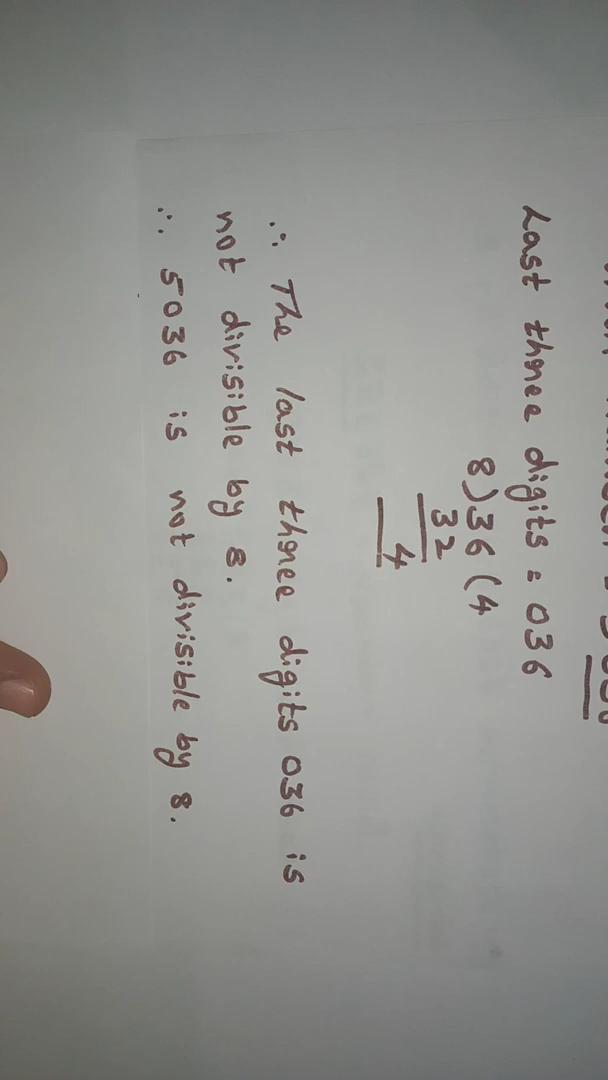 Last three digits = 036
8)36(4
32
4
∴ The last three digits 036 is
not divisible by 8.
∴ 5036 is not divisible by 8.